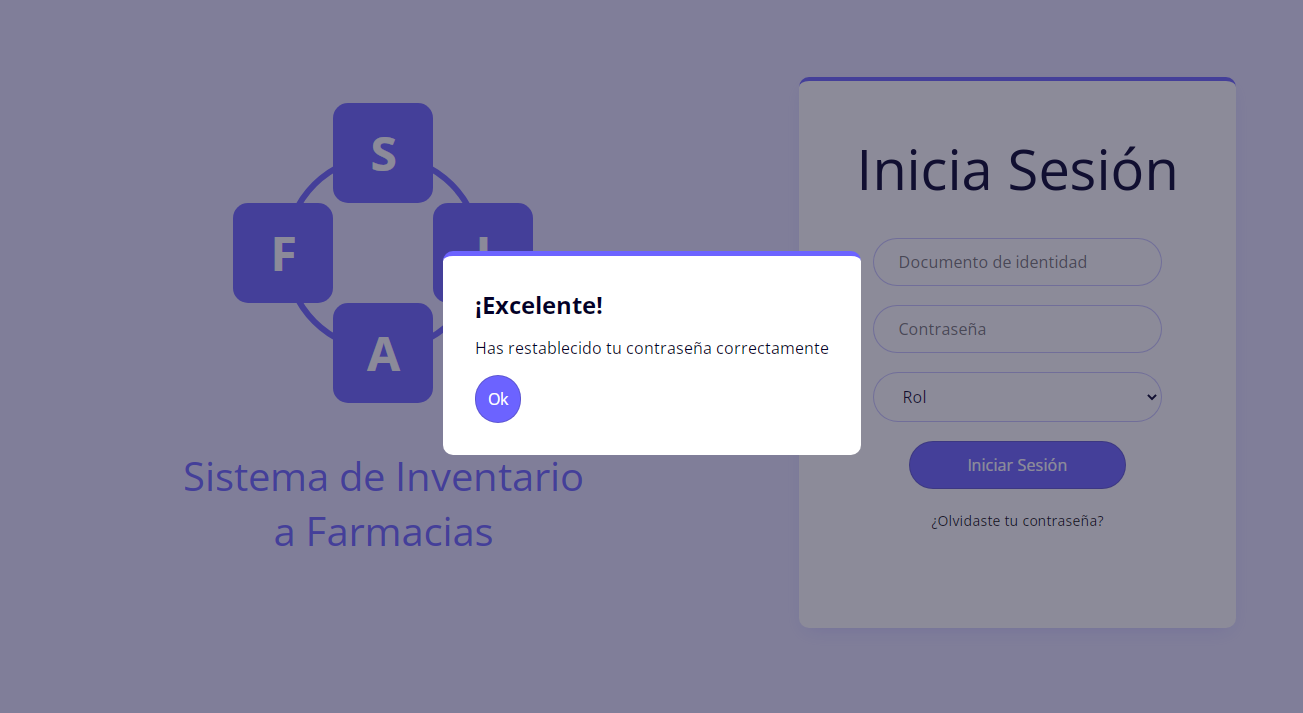 S
F
A
Sistema de Inventario
a Farmacias
¡Excelente!
Has restablecido tu contraseña correctamente
Ok
Inicia Sesión
Documento de identidad
Contraseña
Rol
Iniciar Sesión
¿Olvidaste tu contraseña?